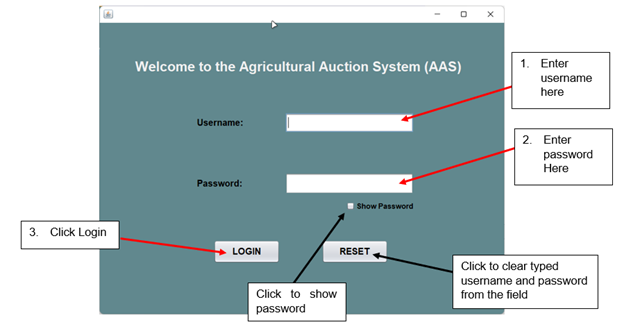 Welcome to the Agricultural Auction System (AAS)
1. Enter
username
here
Username:
2. Enter
password
Here
Password:
Show Password
3. Click Login
LOGIN
RESET
Click to clear typed
username and password
from the field
Click to show
password